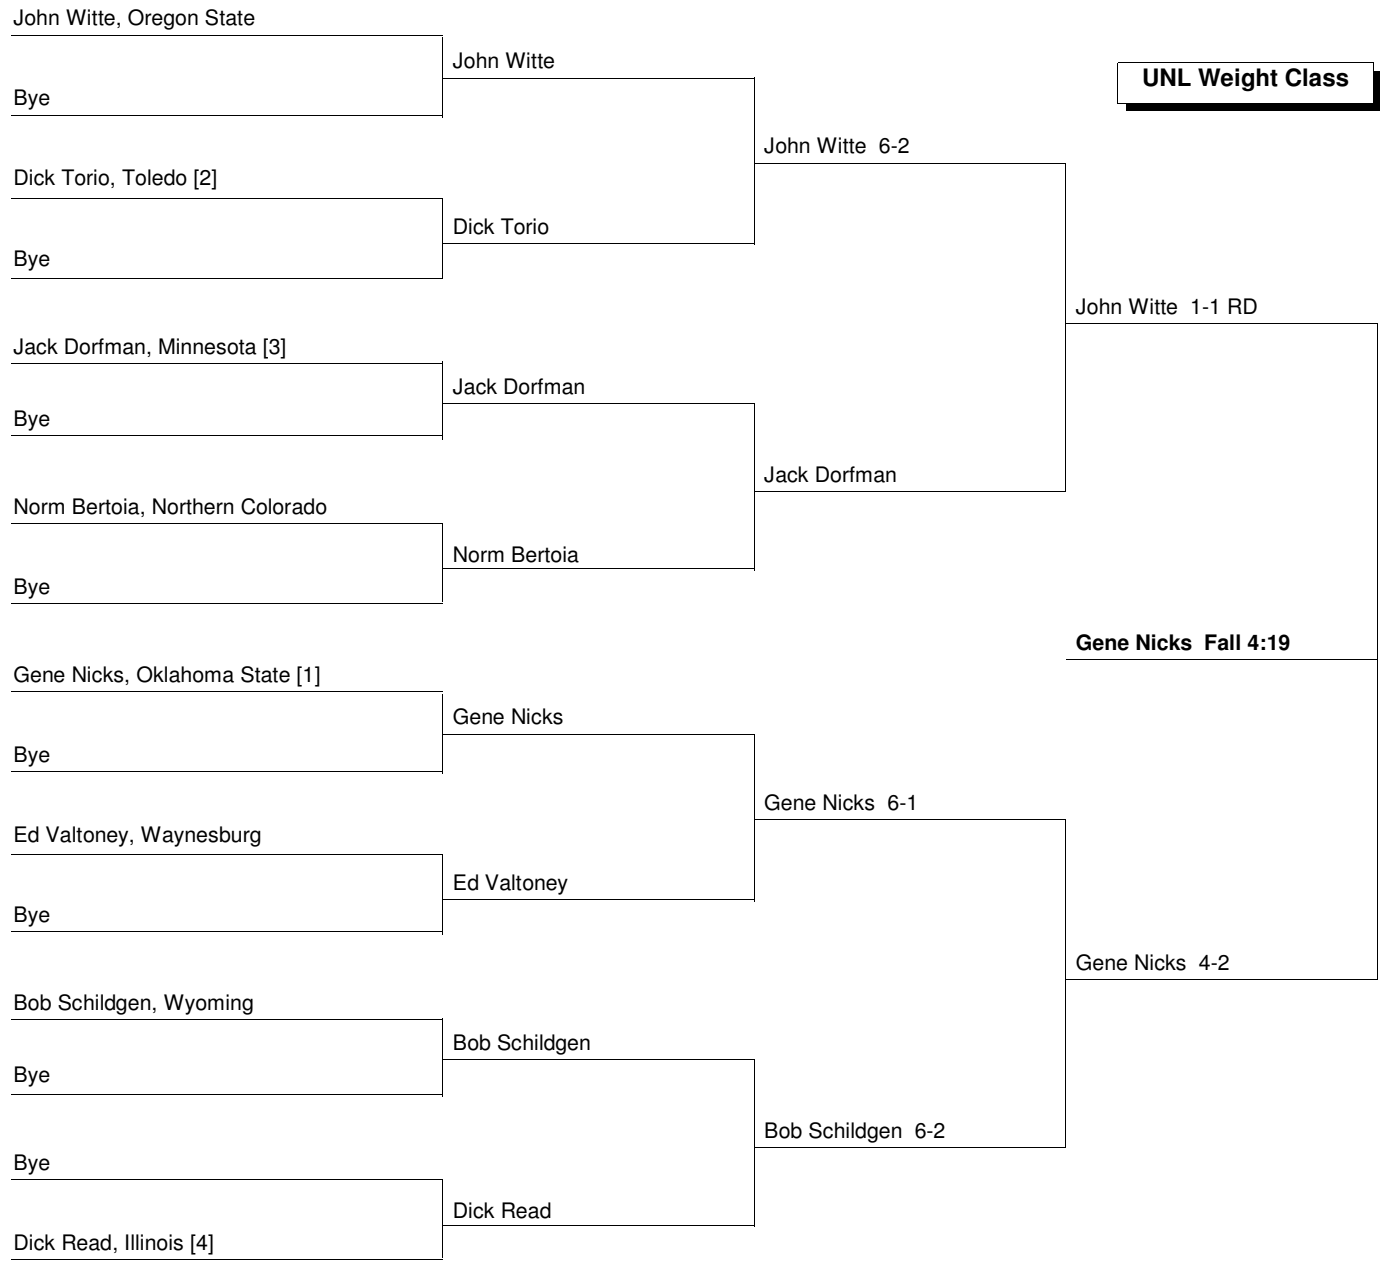 John Witte, Oregon State
John Witte
UNL Weight Class
Bye
John Witte 6-2
Dick Torio, Toledo [2]
Dick Torio
Bye
John Witte 1-1 RD
Jack Dorfman, Minnesota [3]
Jack Dorfman
Bye
Jack Dorfman
Norm Bertoia, Northern Colorado
Norm Bertoia
Bye
Gene Nicks Fall 4:19
Gene Nicks, Oklahoma State [1]
Gene Nicks
Bye
Gene Nicks 6-1
Ed Valtoney, Waynesburg
Ed Valtoney
Bye
Gene Nicks 4-2
Bob Schildgen, Wyoming
Bob Schildgen
Bye
Bob Schildgen 6-2
Bye
Dick Read
Dick Read, Illinois [4]